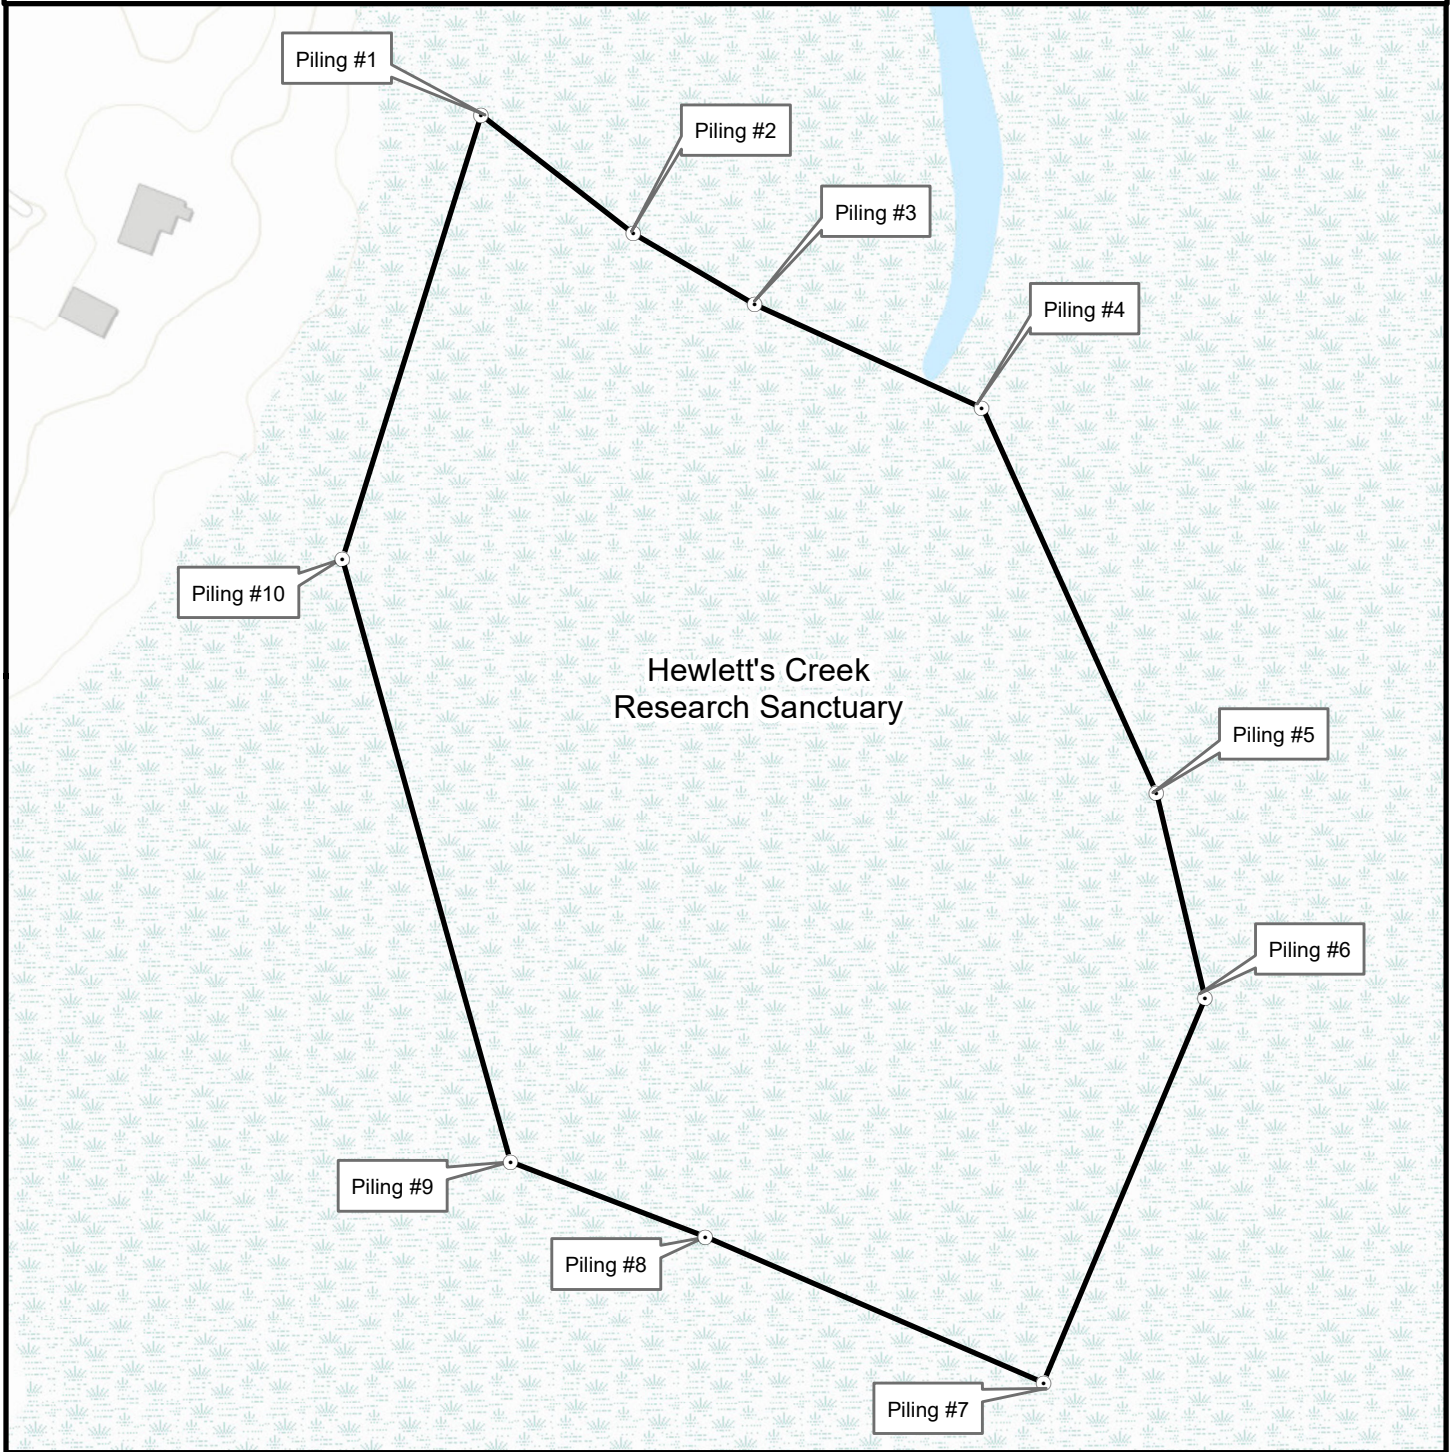 Piling #1
Piling #2
Piling #3
Piling #4
Piling #10
Hewlett's Creek
Research Sanctuary
Piling #5
Piling #6
Piling #9
Piling #8
Piling #7